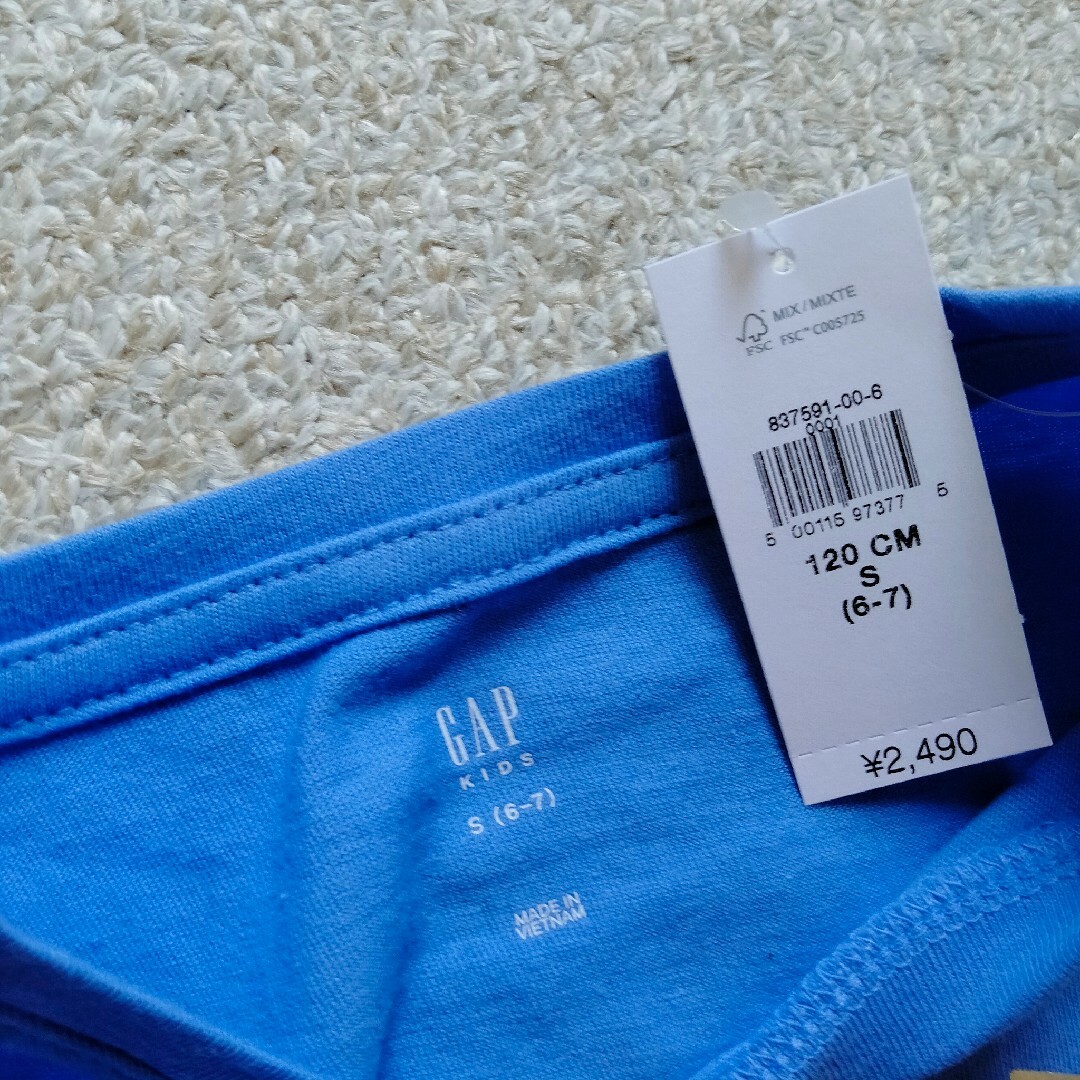 MIX / MIXTE
FSC FSC™ C005725
837591-00-6
0001
5 00115 97377 5
120 CM
S
(6-7)
¥2,490
GAP
KIDS
S (6-7)
MADE IN
VIETNAM